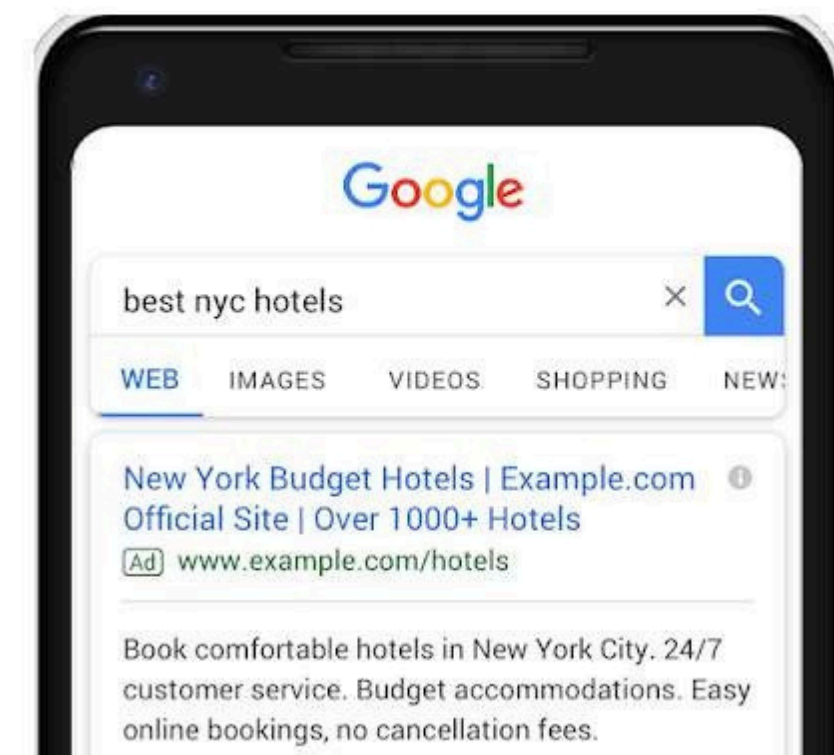 Google
best nyc hotels
WEB IMAGES VIDEOS SHOPPING NEWS
New York Budget Hotels | Example.com
Official Site | Over 1000+ Hotels
Ad www.example.com/hotels
Book comfortable hotels in New York City. 24/7
customer service. Budget accommodations. Easy
online bookings, no cancellation fees.